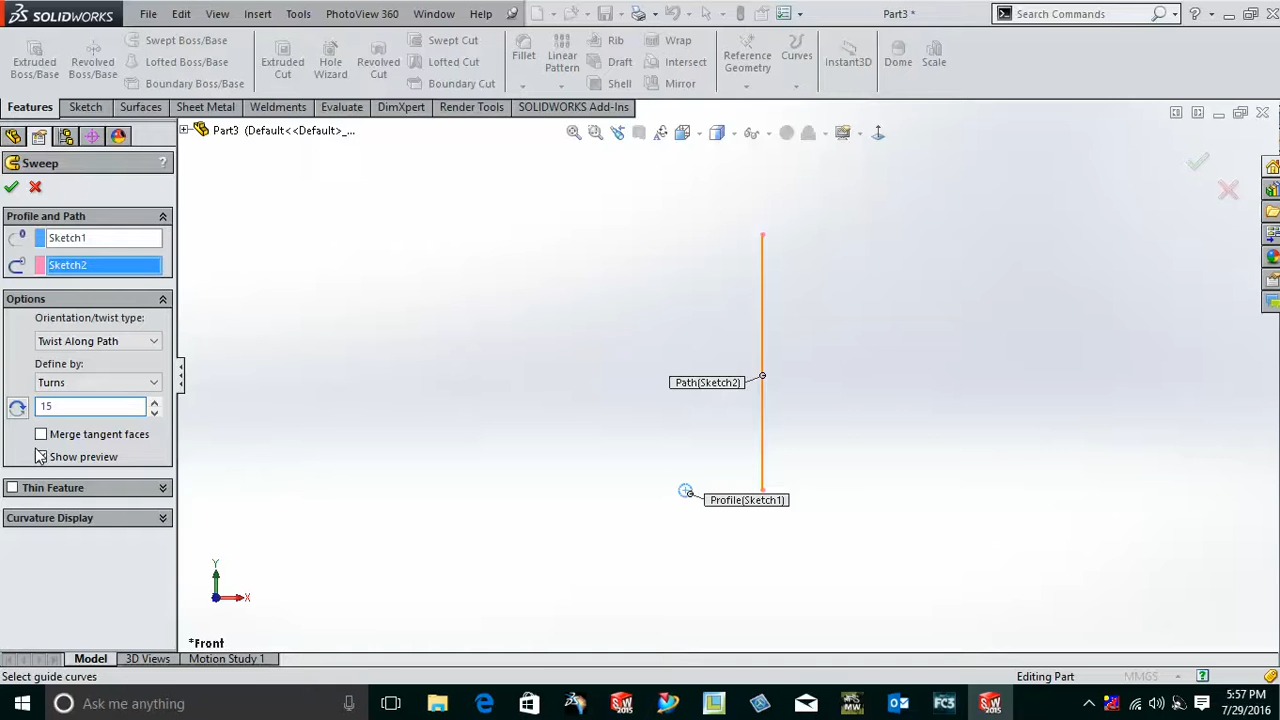 SOLIDWORKS File Edit View Insert Tools PhotoView 360 Window Help Part3 * Search Commands
Extruded Boss/Base
Revolved Boss/Base
Swept Boss/Base
Lofted Boss/Base
Boundary Boss/Base
Extruded Cut
Hole Wizard
Revolved Cut
Swept Cut
Lofted Cut
Boundary Cut
Fillet
Linear Pattern
Rib
Draft
Shell
Wrap
Intersect
Mirror
Reference Geometry
Curves
Instant3D
Dome
Scale
Features Sketch Surfaces Sheet Metal Weldments Evaluate DimXpert Render Tools SOLIDWORKS Add-Ins
Part3 (Default<<Default>_...
Sweep ?
Profile and Path
Sketch1
Sketch2
Options
Orientation/twist type:
Twist Along Path
Define by:
Turns
15
Merge tangent faces
Show preview
Thin Feature
Curvature Display
Path(Sketch2)
Profile(Sketch1)
Y
X
*Front
Model 3D Views Motion Study 1
Select guide curves Editing Part MMGS
Ask me anything
SW 2015
FC3
SW 2015
5:57 PM
7/29/2016